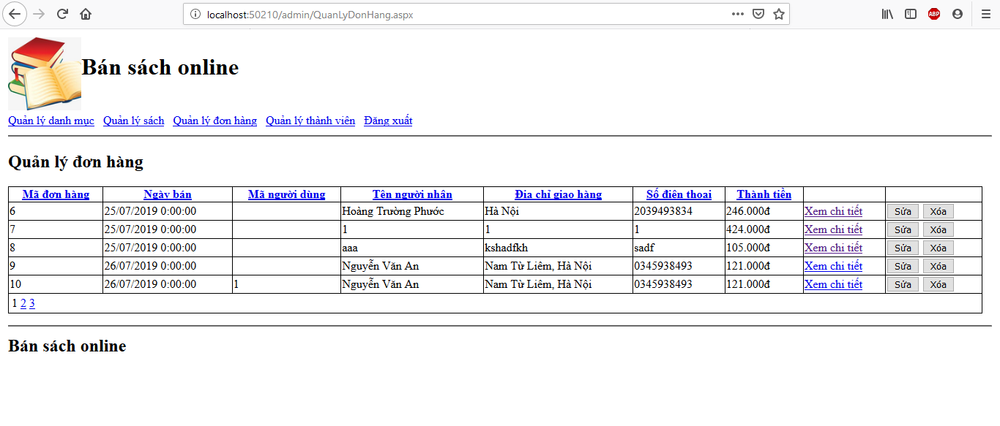 localhost:50210/admin/QuanLyDonHang.aspx
ABP
Bán sách online
Quản lý danh mục Quản lý sách Quản lý đơn hàng Quản lý thành viên Đăng xuất
Quản lý đơn hàng
Mã đơn hàng Ngày bán Mã người dùng Tên người nhân Địa chỉ giao hàng Số điên thoai Thành tiền
6 25/07/2019 0:00:00 Hoàng Trường Phước Hà Nội 2039493834 246.000đ Xem chi tiết Sửa Xóa
7 25/07/2019 0:00:00 1 1 1 424.000đ Xem chi tiết Sửa Xóa
8 25/07/2019 0:00:00 aaa kshadfkh sadf 105.000đ Xem chi tiết Sửa Xóa
9 26/07/2019 0:00:00 Nguyễn Văn An Nam Từ Liêm, Hà Nội 0345938493 121.000đ Xem chi tiết Sửa Xóa
10 26/07/2019 0:00:00 1 Nguyễn Văn An Nam Từ Liêm, Hà Nội 0345938493 121.000đ Xem chi tiết Sửa Xóa
1 2 3
Bán sách online